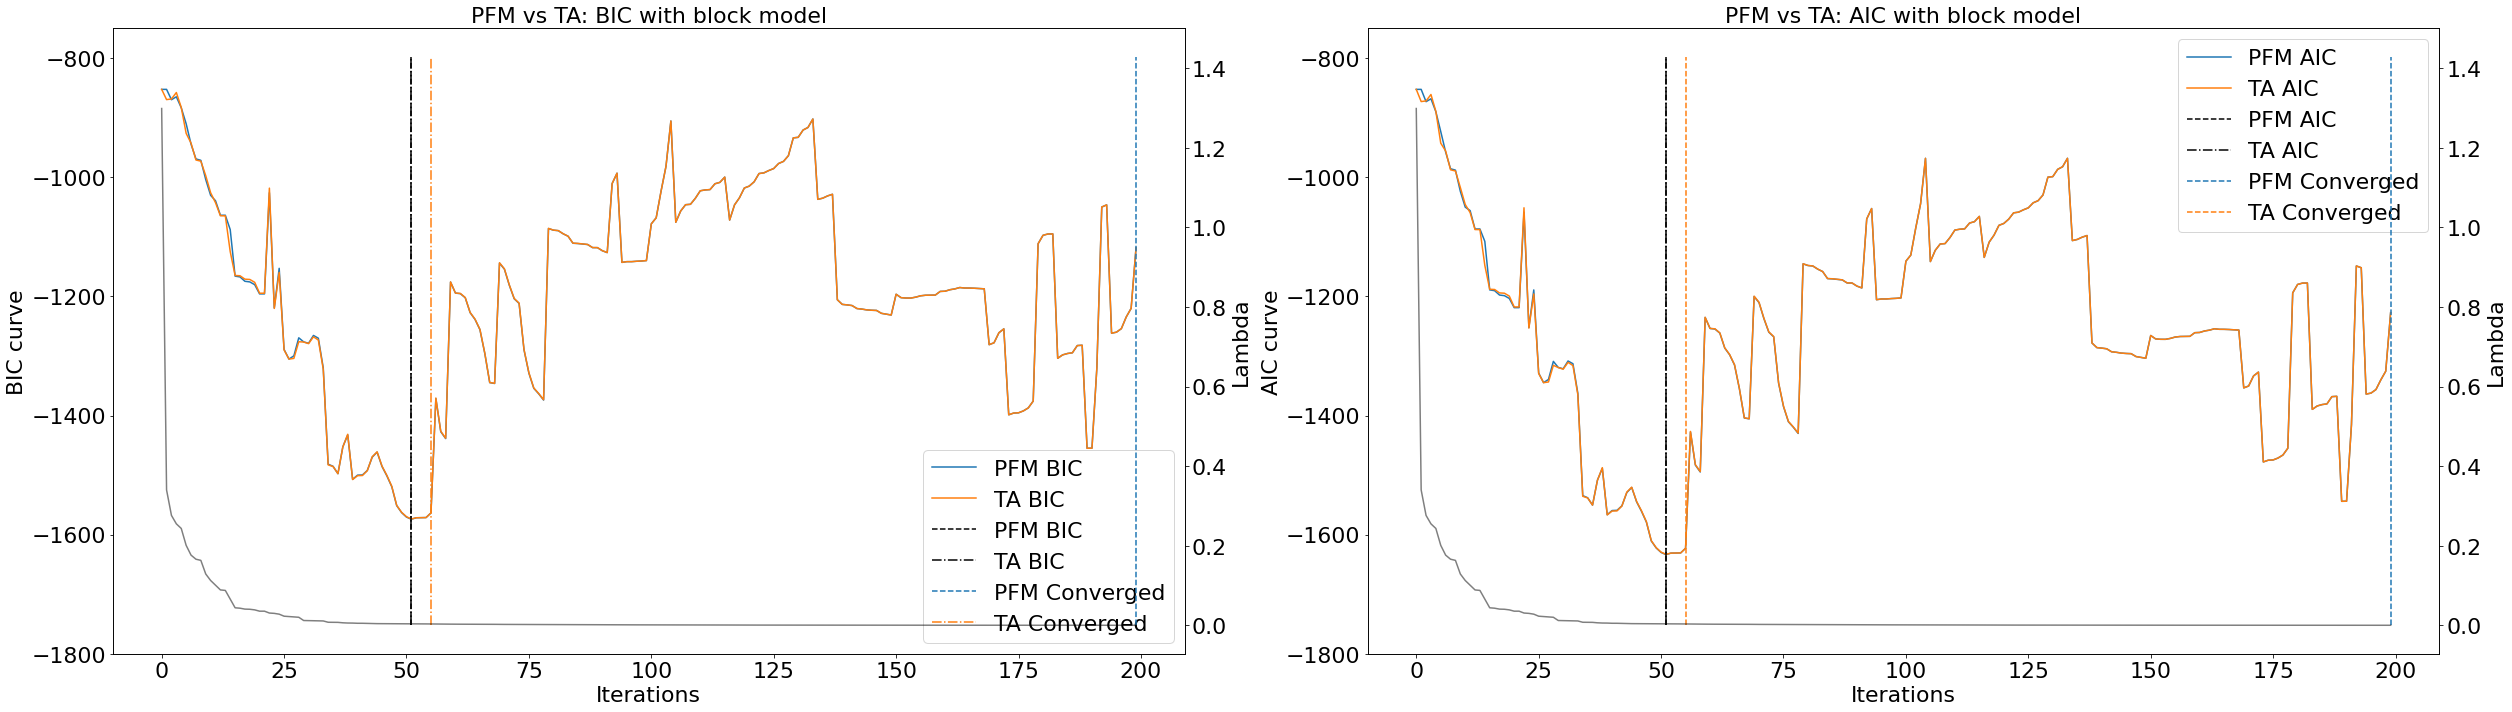 PFM vs TA: BIC with block model
−800
−1000
−1200
−1400
−1600
−1800
BIC curve
0 25 50 75 100 125 150 175 200
Iterations
1.4
1.2
1.0
0.8
0.6
0.4
0.2
0.0
Lambda
PFM BIC
TA BIC
PFM BIC
TA BIC
PFM Converged
TA Converged
PFM vs TA: AIC with block model
−800
−1000
−1200
−1400
−1600
−1800
AIC curve
0 25 50 75 100 125 150 175 200
Iterations
1.4
1.2
1.0
0.8
0.6
0.4
0.2
0.0
Lambda
PFM AIC
TA AIC
PFM AIC
TA AIC
PFM Converged
TA Converged